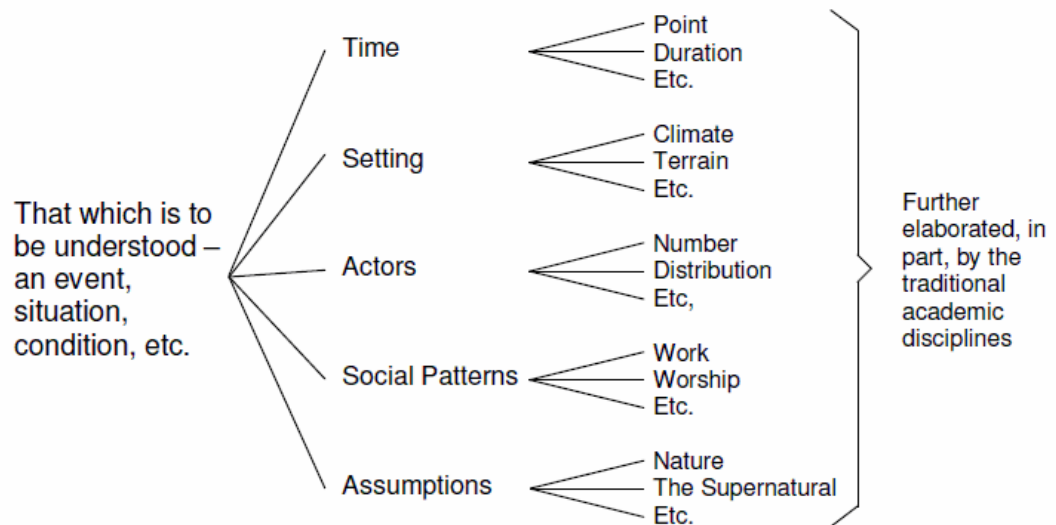 That which is to
be understood –
an event,
situation,
condition, etc.
Time
Point
Duration
Etc.
Setting
Climate
Terrain
Etc.
Actors
Number
Distribution
Etc,
Social Patterns
Work
Worship
Etc.
Assumptions
Nature
The Supernatural
Etc.
Further
elaborated, in
part, by the
traditional
academic
disciplines